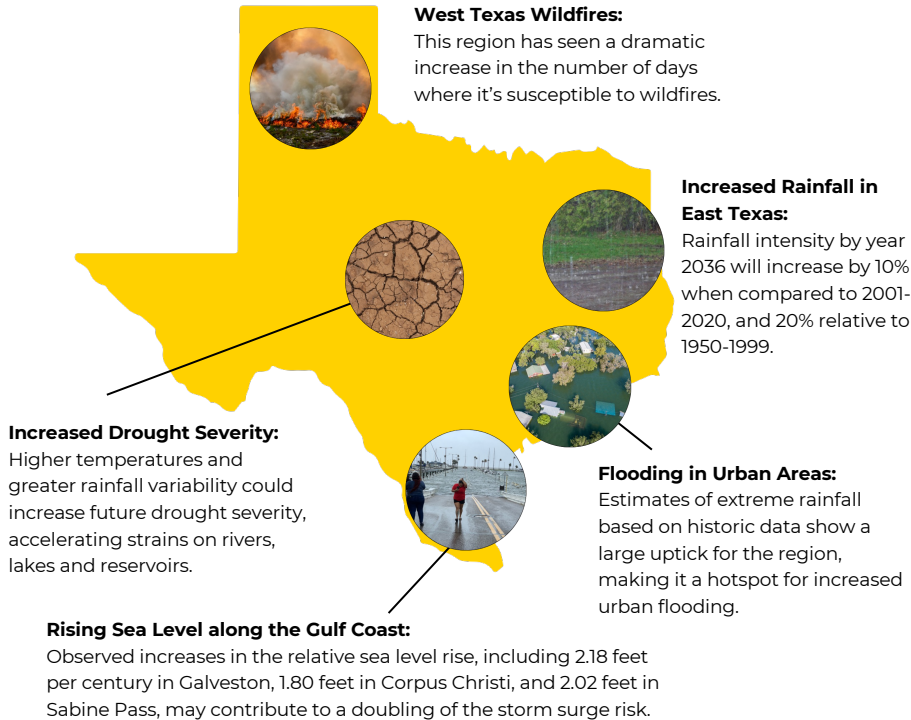 West Texas Wildfires:
This region has seen a dramatic
increase in the number of days
where it's susceptible to wildfires.
Increased Rainfall in
East Texas:
Rainfall intensity by year
2036 will increase by 10%
when compared to 2001-
2020, and 20% relative to
1950-1999.
Increased Drought Severity:
Higher temperatures and
greater rainfall variability could
increase future drought severity,
accelerating strains on rivers,
lakes and reservoirs.
Flooding in Urban Areas:
Estimates of extreme rainfall
based on historic data show a
large uptick for the region,
making it a hotspot for increased
urban flooding.
Rising Sea Level along the Gulf Coast:
Observed increases in the relative sea level rise, including 2.18 feet
per century in Galveston, 1.80 feet in Corpus Christi, and 2.02 feet in
Sabine Pass, may contribute to a doubling of the storm surge risk.